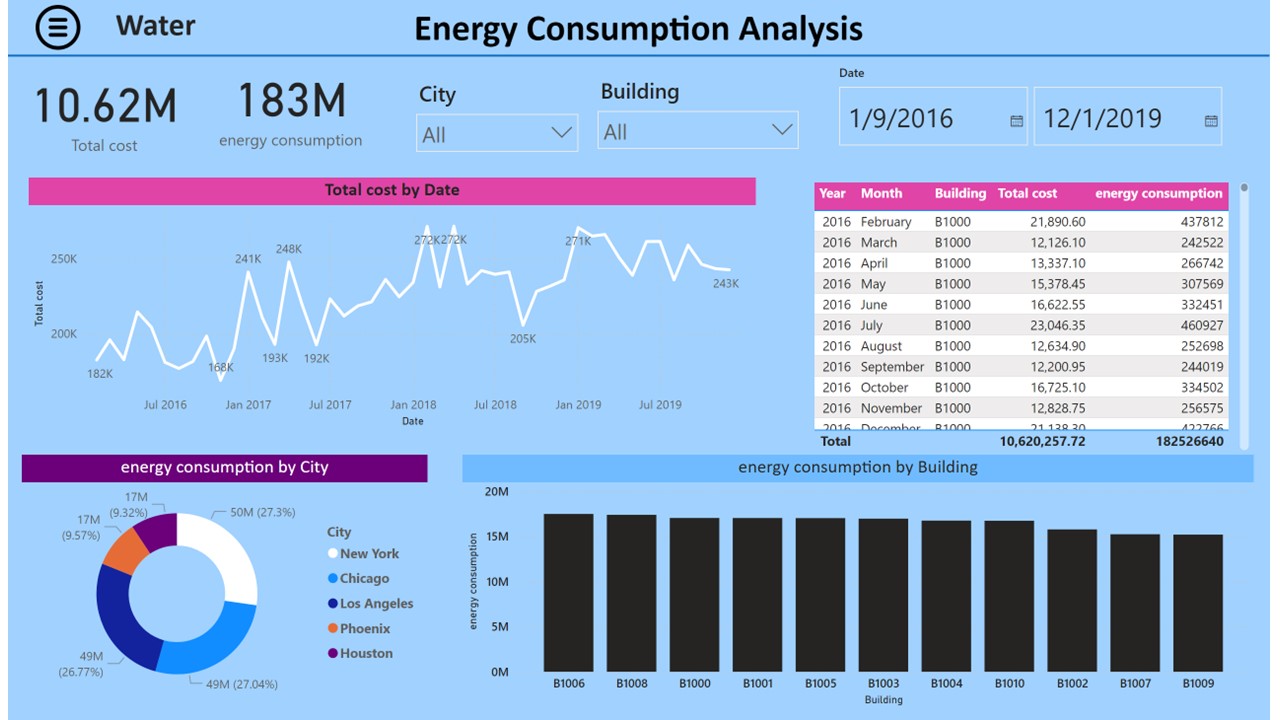 Water
Energy Consumption Analysis
10.62M
Total cost
183M
energy consumption
City
All
Building
All
Date
1/9/2016
12/1/2019
Total cost by Date
Total cost
250K
200K
182K
168K
241K
193K
248K
192K
272K
272K
205K
271K
243K
Jul 2016 Jan 2017 Jul 2017 Jan 2018 Jul 2018 Jan 2019 Jul 2019
Date
Year Month Building Total cost energy consumption
2016 February B1000 21,890.60 437812
2016 March B1000 12,126.10 242522
2016 April B1000 13,337.10 266742
2016 May B1000 15,378.45 307569
2016 June B1000 16,622.55 332451
2016 July B1000 23,046.35 460927
2016 August B1000 12,634.90 252698
2016 September B1000 12,200.95 244019
2016 October B1000 16,725.10 334502
2016 November B1000 12,828.75 256575
2016 December B1000 21,138.30 422766
Total 10,620,257.72 182526640
energy consumption by City
17M
(9.32%)
17M
(9.57%)
50M (27.3%)
49M
(26.77%)
49M (27.04%)
City
New York
Chicago
Los Angeles
Phoenix
Houston
energy consumption by Building
energy consumption
20M
15M
10M
5M
0M
B1006 B1008 B1000 B1001 B1005 B1003 B1004 B1010 B1002 B1007 B1009
Building